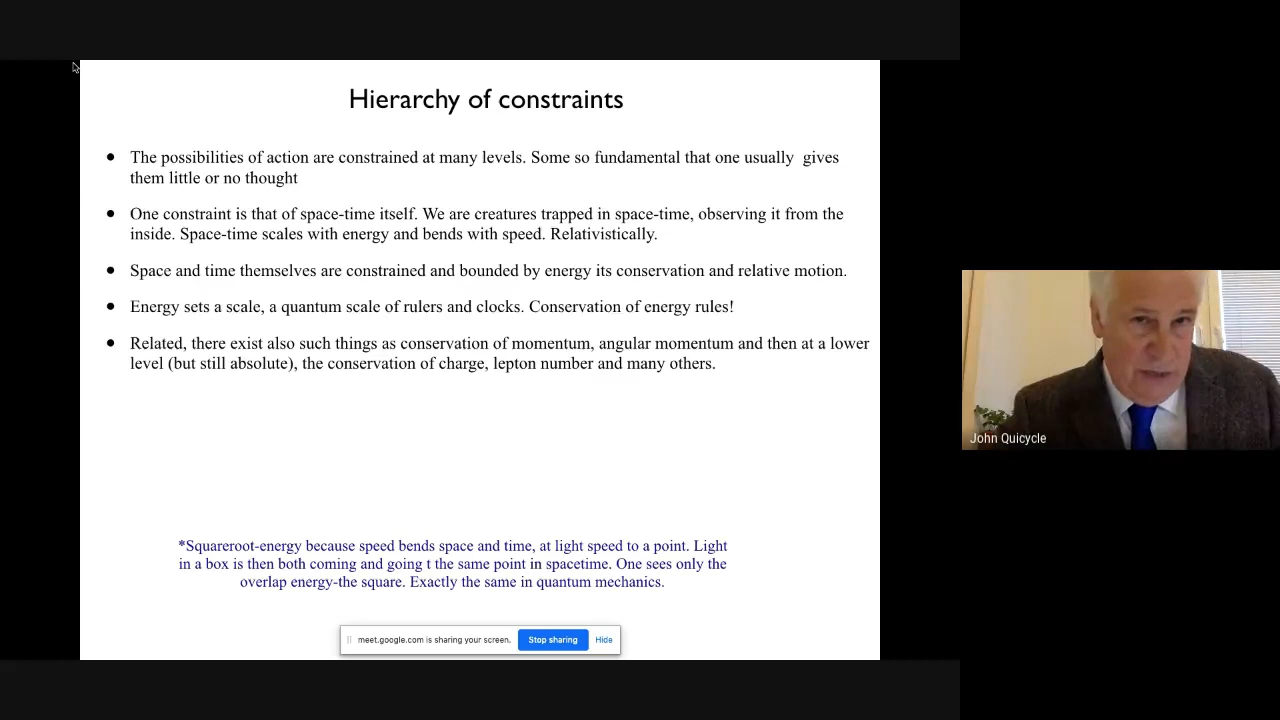 Hierarchy of constraints
The possibilities of action are constrained at many levels. Some so fundamental that one usually gives
them little or no thought
One constraint is that of space-time itself. We are creatures trapped in space-time, observing it from the
inside. Space-time scales with energy and bends with speed. Relativistically.
Space and time themselves are constrained and bounded by energy its conservation and relative motion.
Energy sets a scale, a quantum scale of rulers and clocks. Conservation of energy rules!
Related, there exist also such things as conservation of momentum, angular momentum and then at a lower
level (but still absolute), the conservation of charge, lepton number and many others.
*Squareroot-energy because speed bends space and time, at light speed to a point. Light
in a box is then both coming and going t the same point in spacetime. One sees only the
overlap energy-the square. Exactly the same in quantum mechanics.
meet.google.com is sharing your screen. Stop sharing Hide
John Quicycle